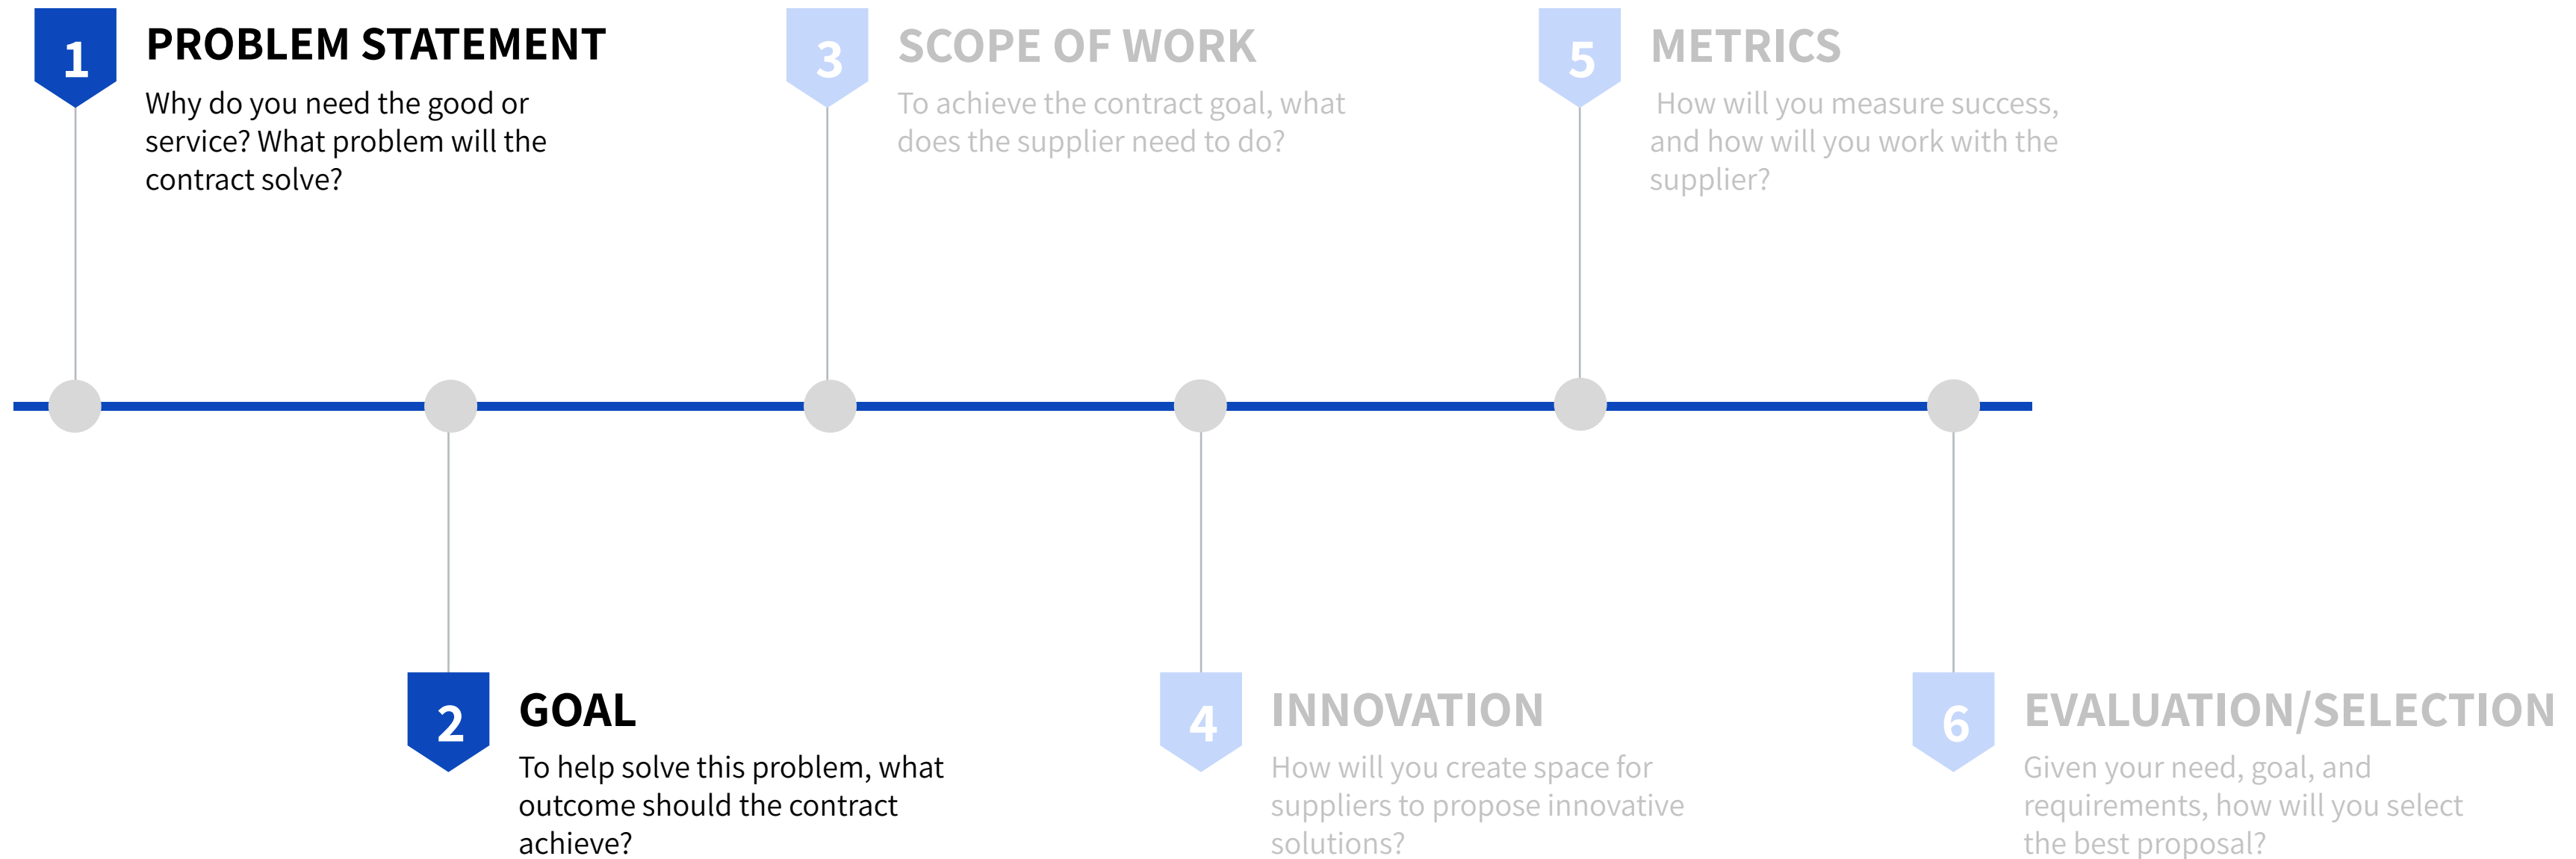 1
PROBLEM STATEMENT
Why do you need the good or
service? What problem will the
contract solve?
2
GOAL
To help solve this problem, what
outcome should the contract
achieve?
3
SCOPE OF WORK
To achieve the contract goal, what
does the supplier need to do?
4
INNOVATION
How will you create space for
suppliers to propose innovative
solutions?
5
METRICS
How will you measure success,
and how will you work with the
supplier?
6
EVALUATION/SELECTION
Given your need, goal, and
requirements, how will you select
the best proposal?